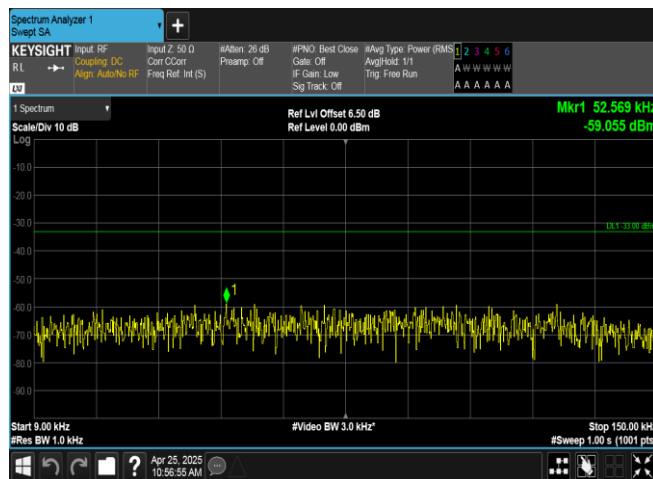 Spectrum Analyzer 1
Swept SA
+
KEYSIGHT
RL
LXI
Input: RF
Coupling: DC
Align: Auto/No RF
Input Z: 50 Ω
Corr CCorr
Freq Ref: Int (S)
#Atten: 26 dB
Preamp: Off
#PNO: Best Close
Gate: Off
IF Gain: Low
Sig Track: Off
#Avg Type: Power (RMS
Avg|Hold: 1/1
Trig: Free Run
1 2 3 4 5 6
A W W W W W
A A A A A A
1 Spectrum
Scale/Div 10 dB
Log
Ref Lvl Offset 6.50 dB
Ref Level 0.00 dBm
Mkr1 52.569 kHz
-59.055 dBm
-10.0
-20.0
-30.0
DL1 -33.00 dBm
-40.0
-50.0
1
-60.0
-70.0
-80.0
-90.0
Start 9.00 kHz
#Res BW 1.0 kHz
#Video BW 3.0 kHz*
Stop 150.00 kHz
#Sweep 1.00 s (1001 pts)
?
Apr 25, 2025
10:56:55 AM